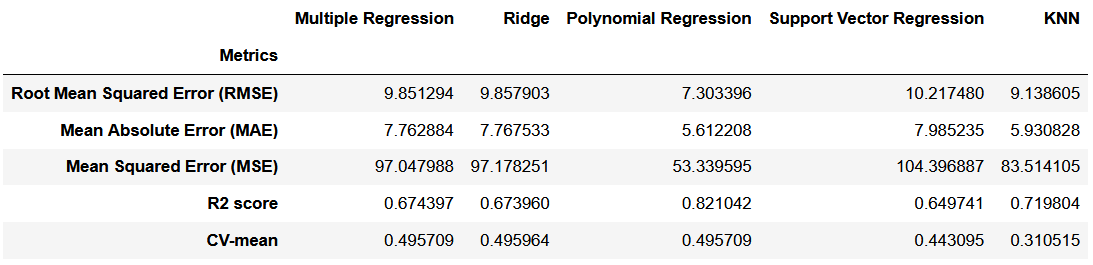 Multiple Regression Ridge Polynomial Regression Support Vector Regression KNN
Metrics
Root Mean Squared Error (RMSE) 9.851294 9.857903 7.303396 10.217480 9.138605
Mean Absolute Error (MAE) 7.762884 7.767533 5.612208 7.985235 5.930828
Mean Squared Error (MSE) 97.047988 97.178251 53.339595 104.396887 83.514105
R2 score 0.674397 0.673960 0.821042 0.649741 0.719804
CV-mean 0.495709 0.495964 0.495709 0.443095 0.310515